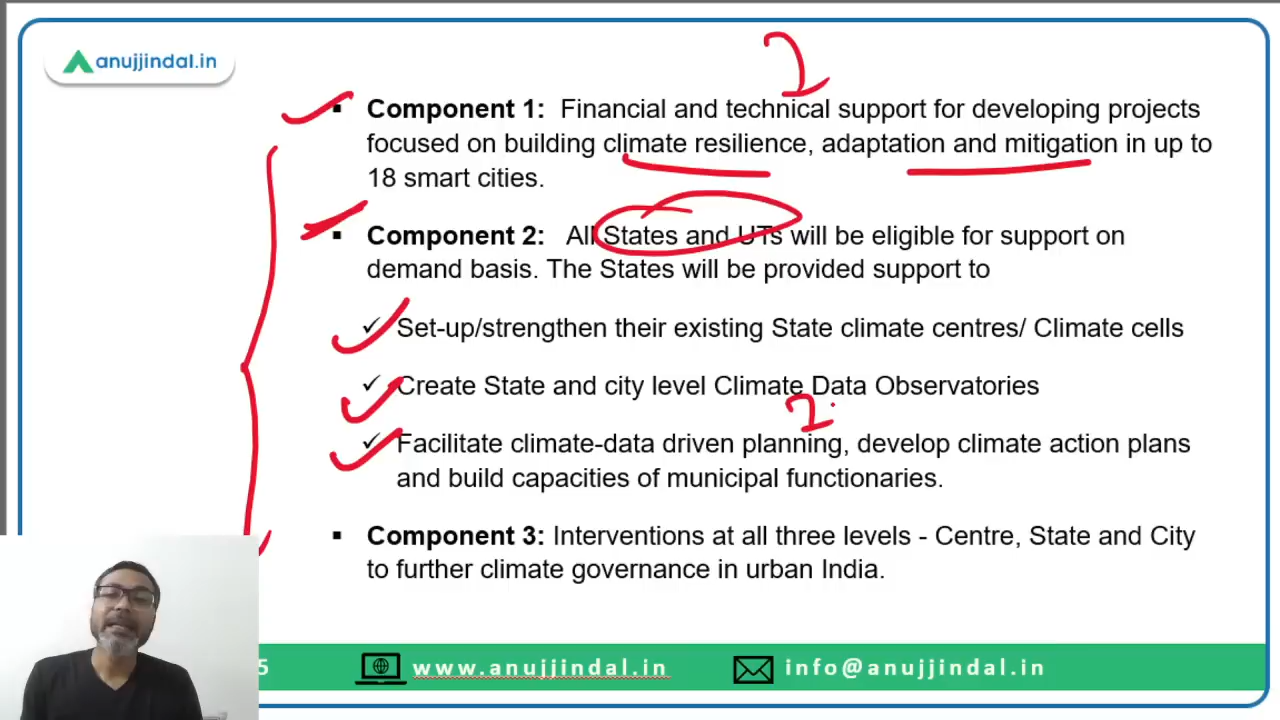 anujjindal.in
2
Component 1: Financial and technical support for developing projects
focused on building climate resilience, adaptation and mitigation in up to
18 smart cities.
Component 2: All States and UTs will be eligible for support on
demand basis. The States will be provided support to
Set-up/strengthen their existing State climate centres/ Climate cells
Create State and city level Climate Data Observatories
2
Facilitate climate-data driven planning, develop climate action plans
and build capacities of municipal functionaries.
Component 3: Interventions at all three levels - Centre, State and City
to further climate governance in urban India.
5 www.anujjindal.in info@anujjindal.in